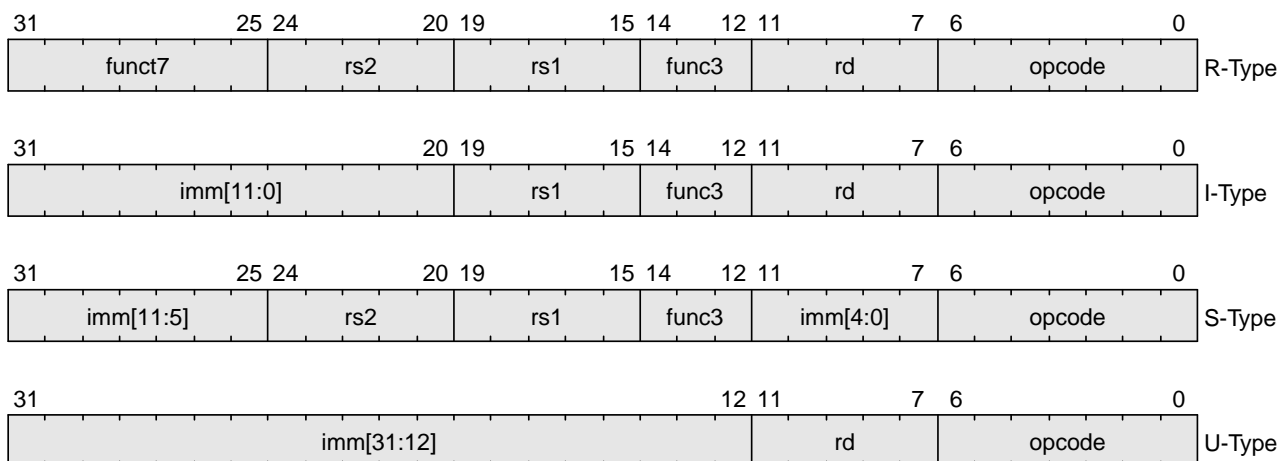 31 25 24 20 19 15 14 12 11 7 6 0
funct7 rs2 rs1 func3 rd opcode R-Type
31 20 19 15 14 12 11 7 6 0
imm[11:0] rs1 func3 rd opcode I-Type
31 25 24 20 19 15 14 12 11 7 6 0
imm[11:5] rs2 rs1 func3 imm[4:0] opcode S-Type
31 12 11 7 6 0
imm[31:12] rd opcode U-Type